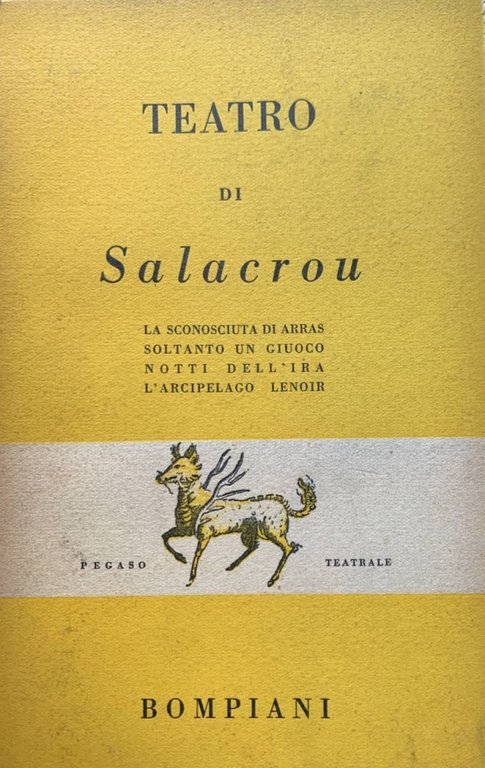 TEATRO
DI
Salacrou
LA SCONOSCIUTA DI ARRAS
SOLTANTO UN GIUOCO
NOTTI DELL'IRA
L'ARCIPELAGO LENOIR
PEGASO TEATRALE
BOMPIANI